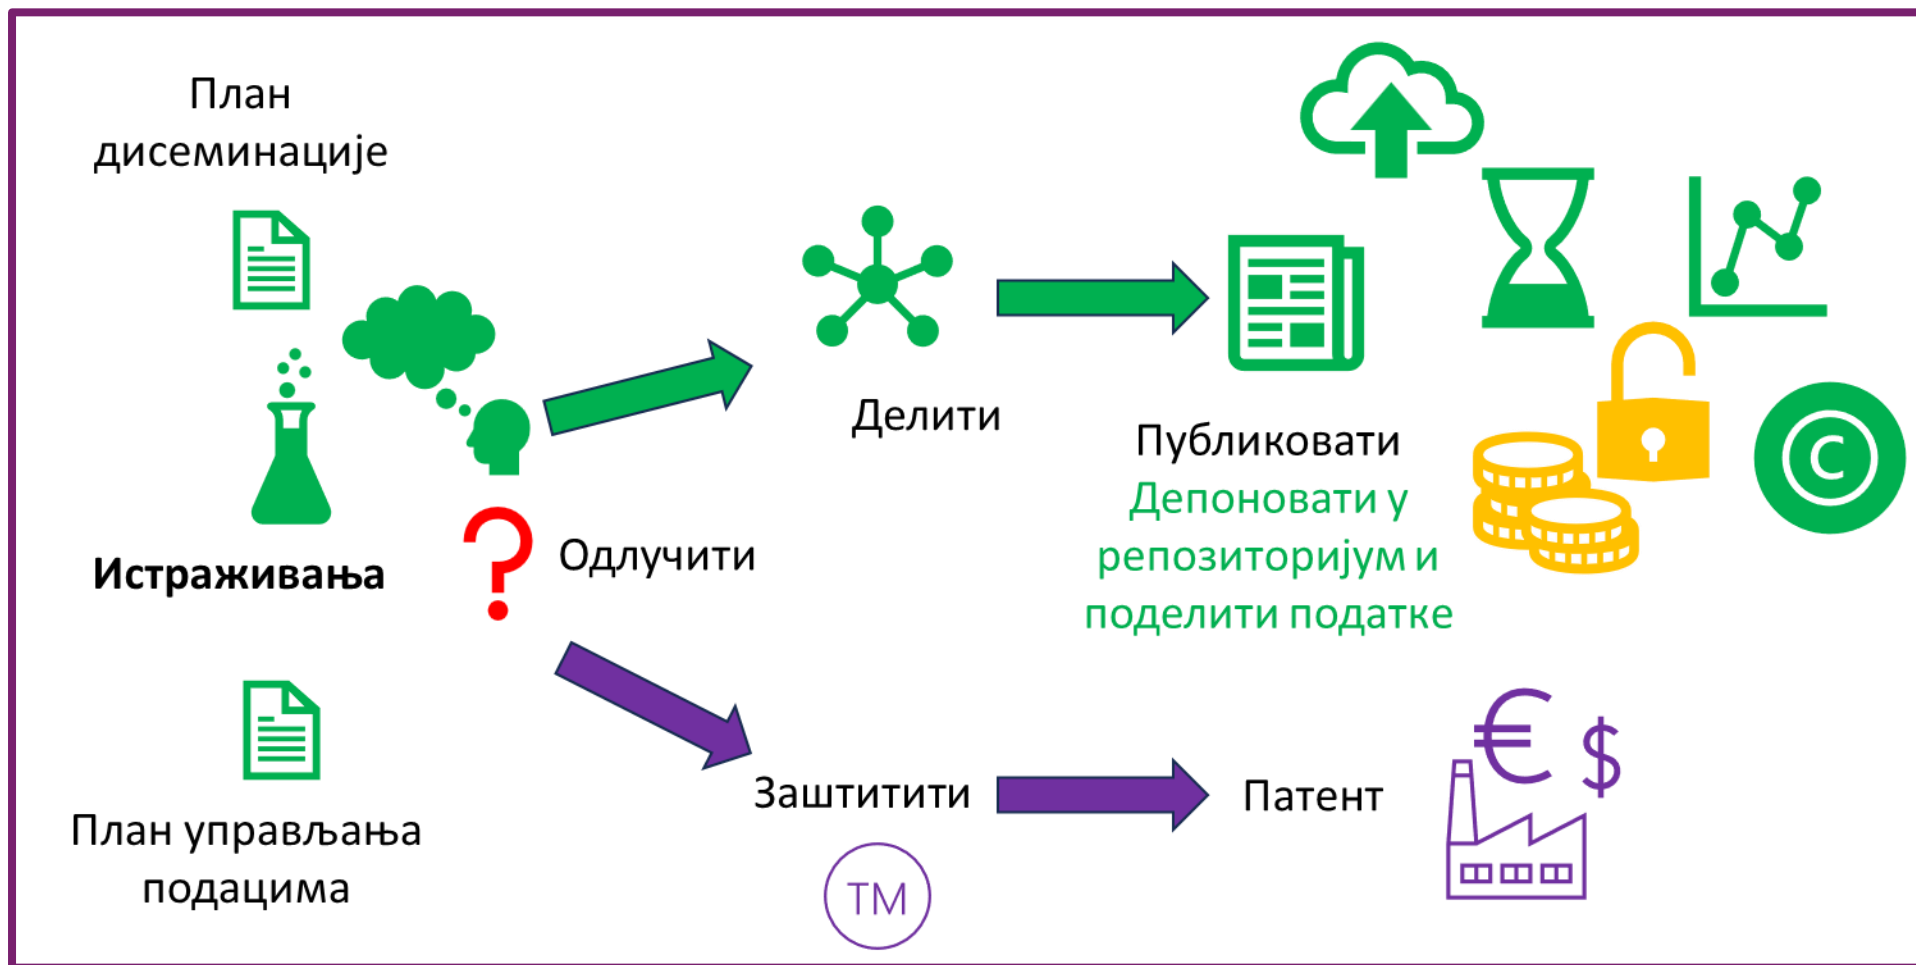 План
дисеминације
Истраживања
План управљања
подацима
Одлучити
Делити
Публиковати
Депоновати у
репозиторијум и
поделити податке
Заштитити
TM
Патент
€
$
C